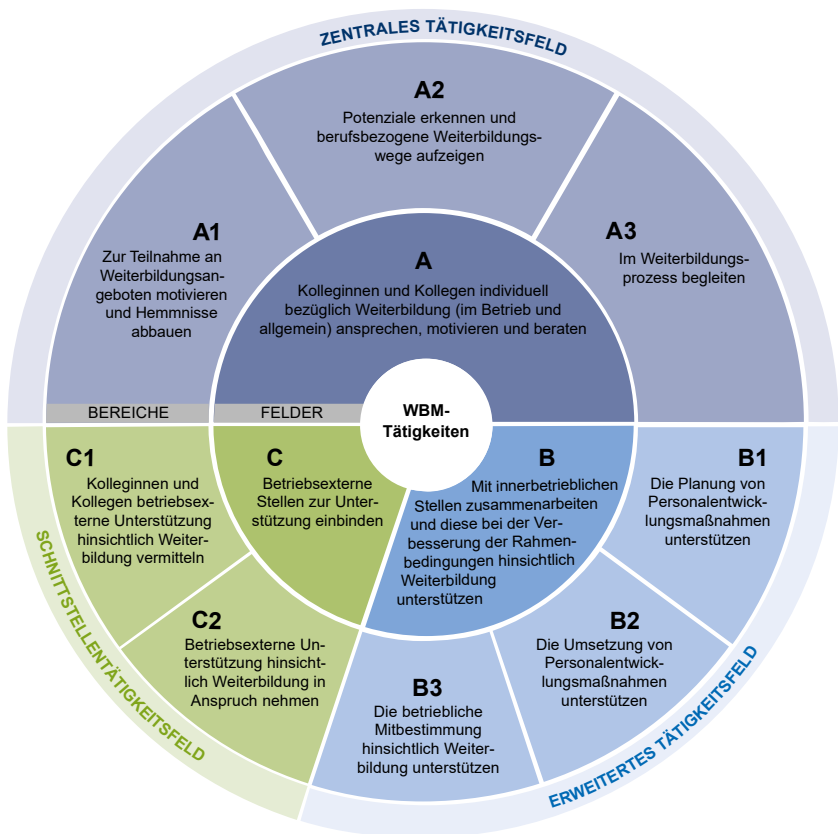 ZENTRALES TÄTIGKEITSFELD
A2
Potenziale erkennen und
berufsbezogene Weiterbildungs-
wege aufzeigen
A1
Zur Teilnahme an
Weiterbildungsan-
geboten motivieren
und Hemmnisse
abbauen
A
Kolleginnen und Kollegen individuell
bezüglich Weiterbildung (im Betrieb und
allgemein) ansprechen, motivieren und beraten
A3
Im Weiterbildungs-
prozess begleiten
BEREICHE
FELDER
WBM-
Tätigkeiten
C1
Kolleginnen und
Kollegen betriebsex-
terne Unterstützung
hinsichtlich Weiter-
bildung vermitteln
C
Betriebsexterne
Stellen zur Unter-
stützung einbinden
B
Mit innerbetrieblichen
Stellen zusammenarbeiten
und diese bei der Ver-
besserung der Rahmen-
bedingungen hinsichtlich
Weiterbildung
unterstützen
B1
Die Planung von
Personalentwick-
lungsmaßnahmen
unterstützen
C2
Betriebsexterne Un-
terstützung hinsicht-
lich Weiterbildung in
Anspruch nehmen
B3
Die betriebliche
Mitbestimmung
hinsichtlich Weiter-
bildung unterstützen
B2
Die Umsetzung von
Personalentwick-
lungsmaßnahmen
unterstützen
SCHNITTSTELLENTÄTIGKEITSFELD
ERWEITERTES TÄTIGKEITSFELD